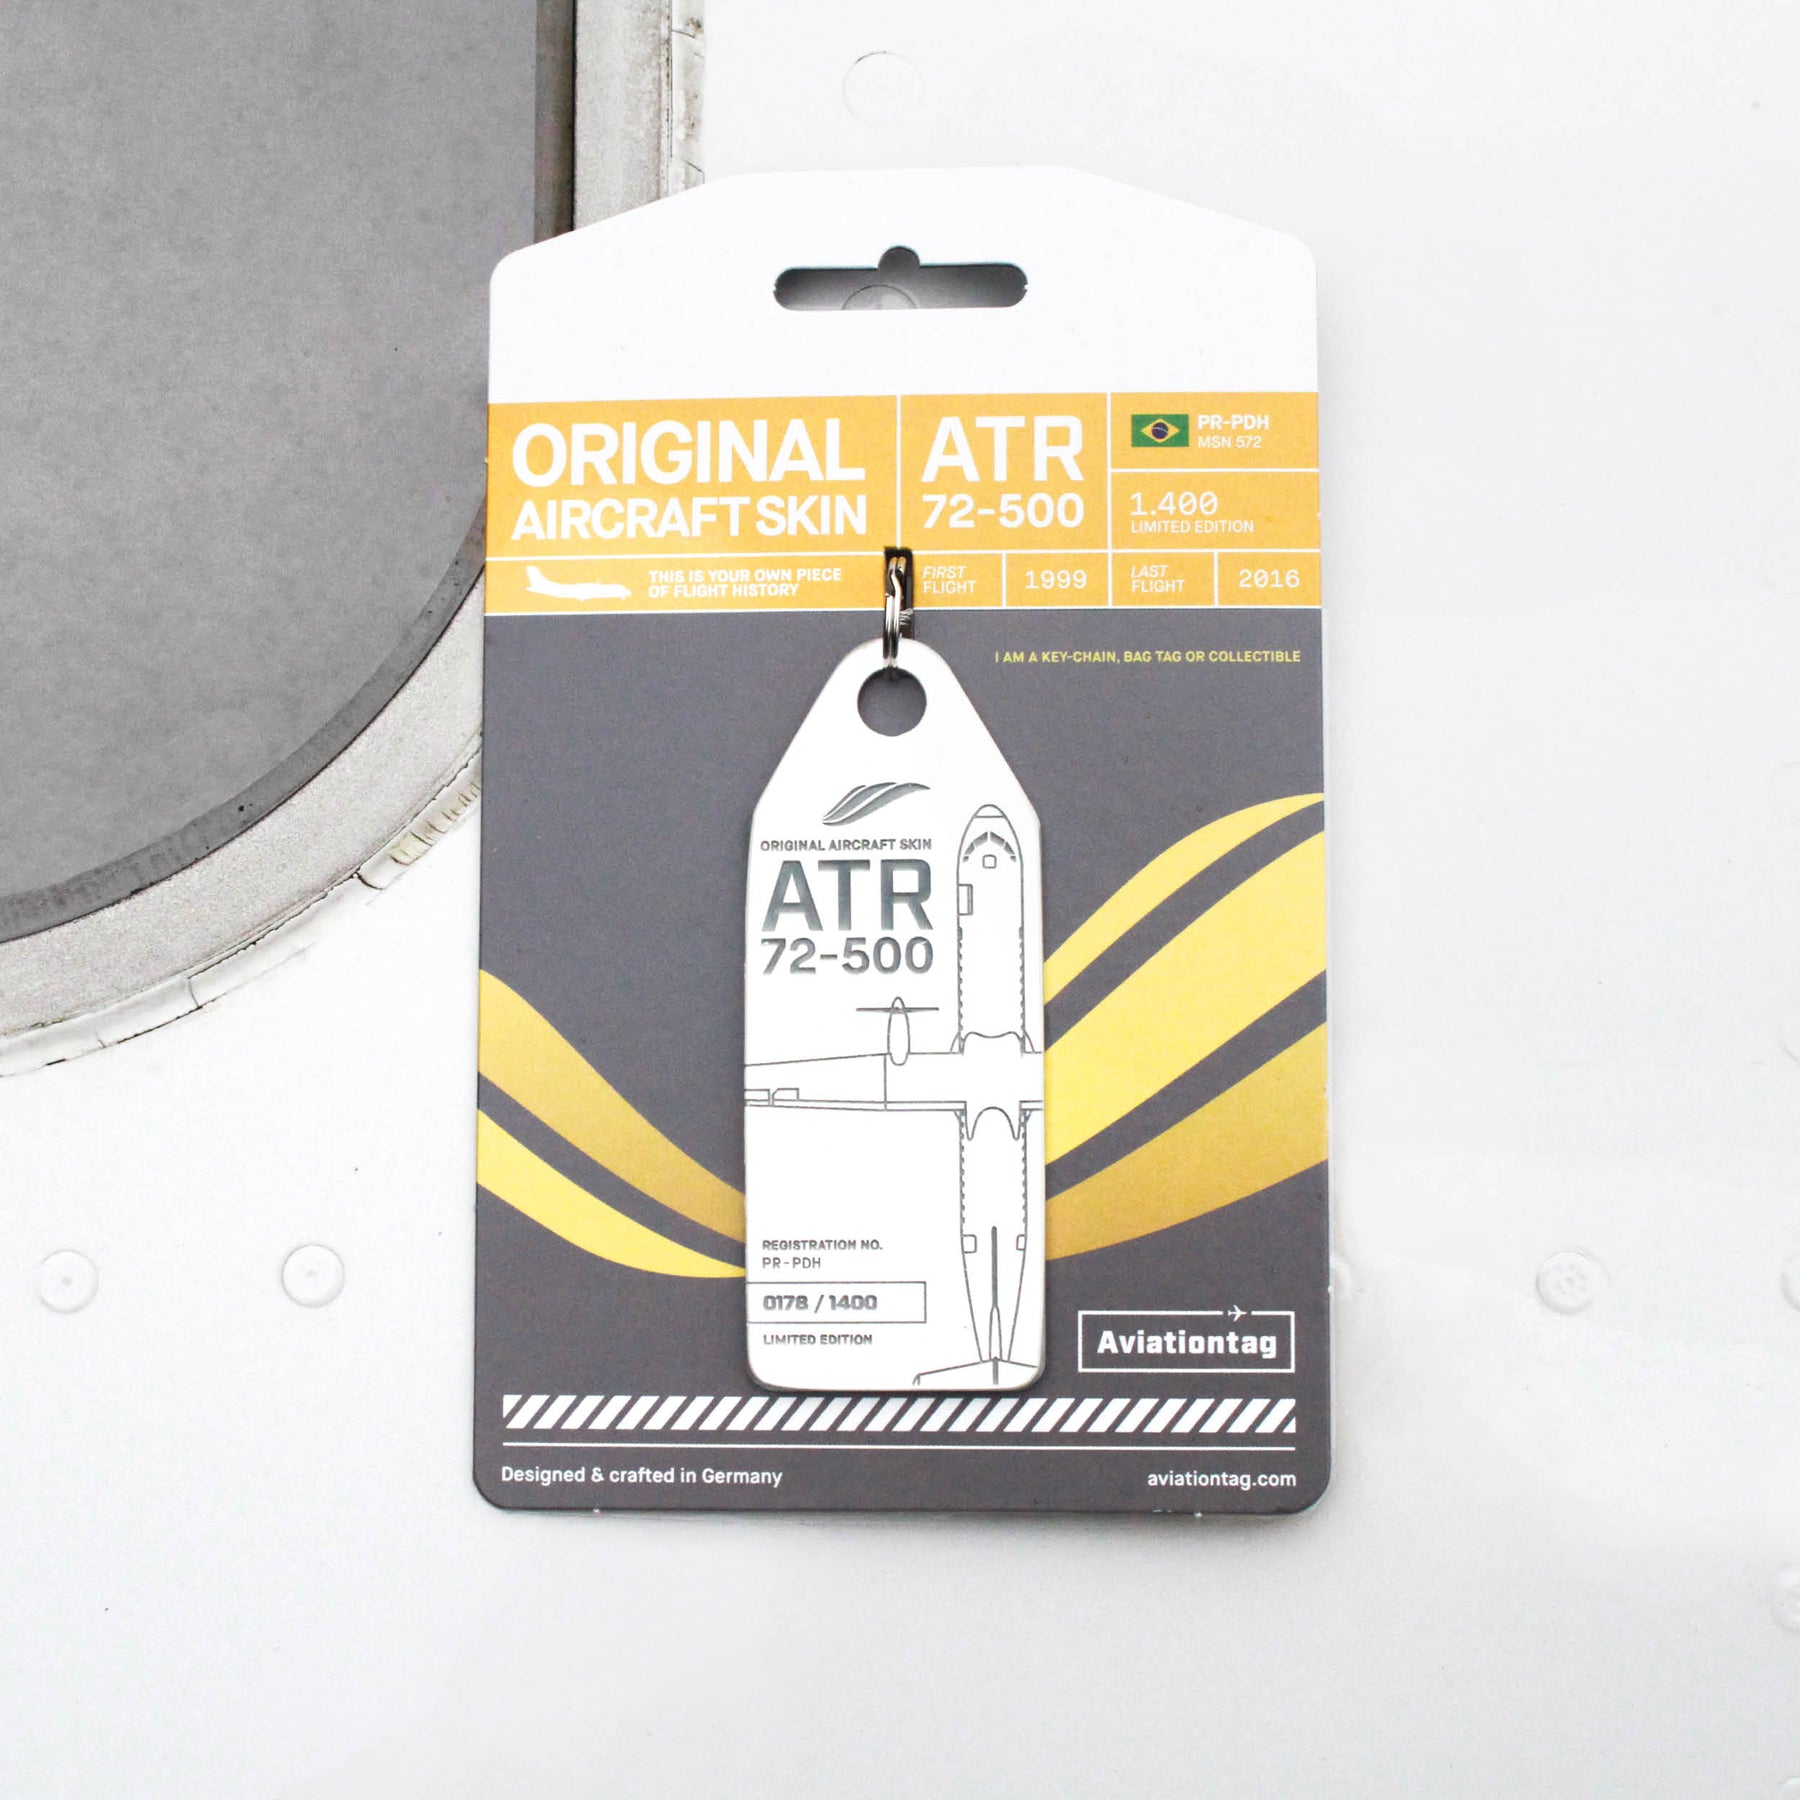 ORIGINAL
AIRCRAFT SKIN
ATR
72-500
PR-PDH
MSN 572
1.400
LIMITED EDITION
THIS IS YOUR OWN PIECE
OF FLIGHT HISTORY
FIRST
FLIGHT
1999
LAST
FLIGHT
2016
I AM A KEY-CHAIN, BAG TAG OR COLLECTIBLE
ORIGINAL AIRCRAFT SKIN
ATR
72-500
REGISTRATION NO.
PR-PDH
0178 / 1400
LIMITED EDITION
Aviationtag
Designed & crafted in Germany
aviationtag.com